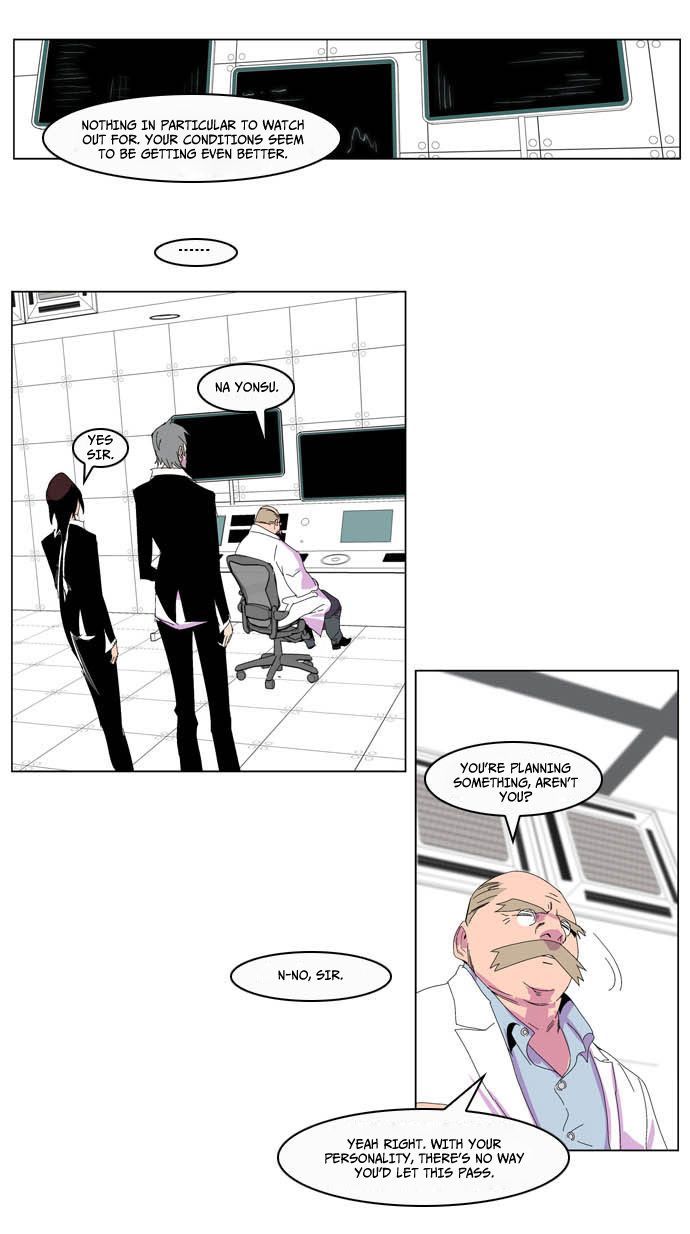 NOTHING IN PARTICULAR TO WATCH
OUT FOR. YOUR CONDITIONS SEEM
TO BE GETTING EVEN BETTER.
......
NA YONSU.
YES
SIR.
YOU'RE PLANNING
SOMETHING, AREN'T
YOU?
N-NO, SIR.
YEAH RIGHT. WITH YOUR
PERSONALITY, THERE'S NO WAY
YOU'D LET THIS PASS.